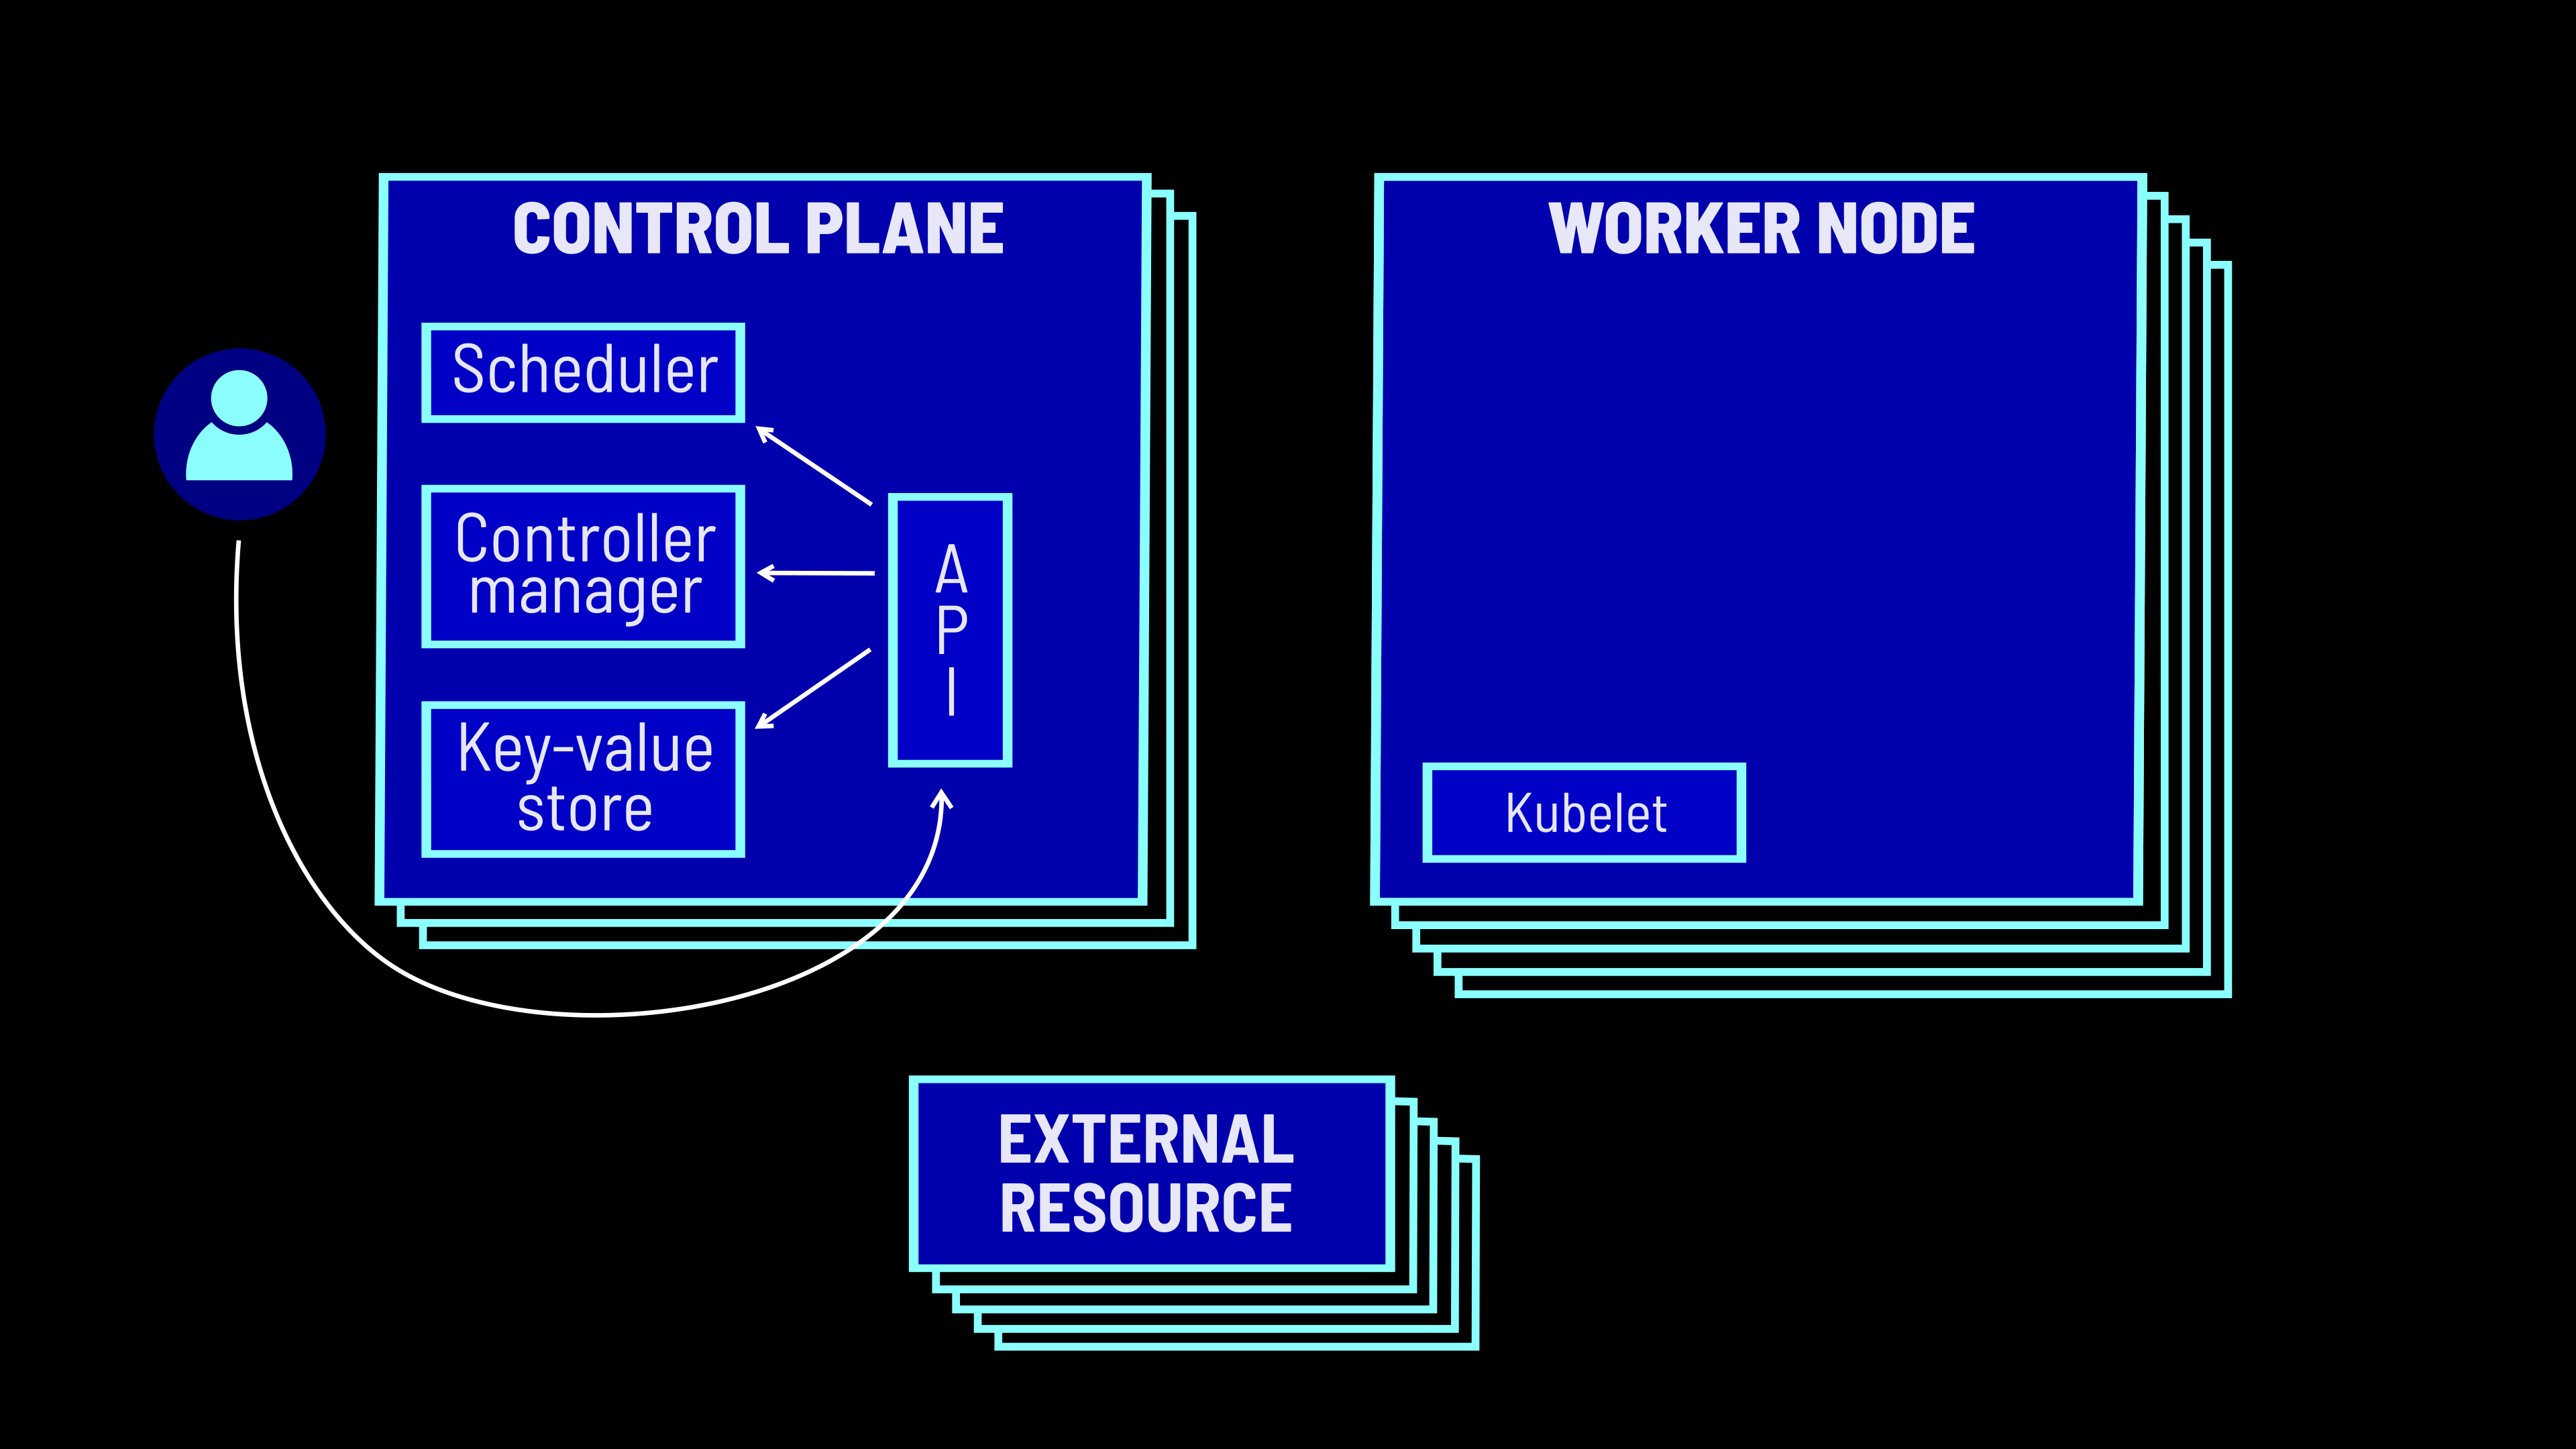 CONTROL PLANE
Scheduler
Controller
manager
Key-value
store
A
P
I
WORKER NODE
Kubelet
EXTERNAL
RESOURCE